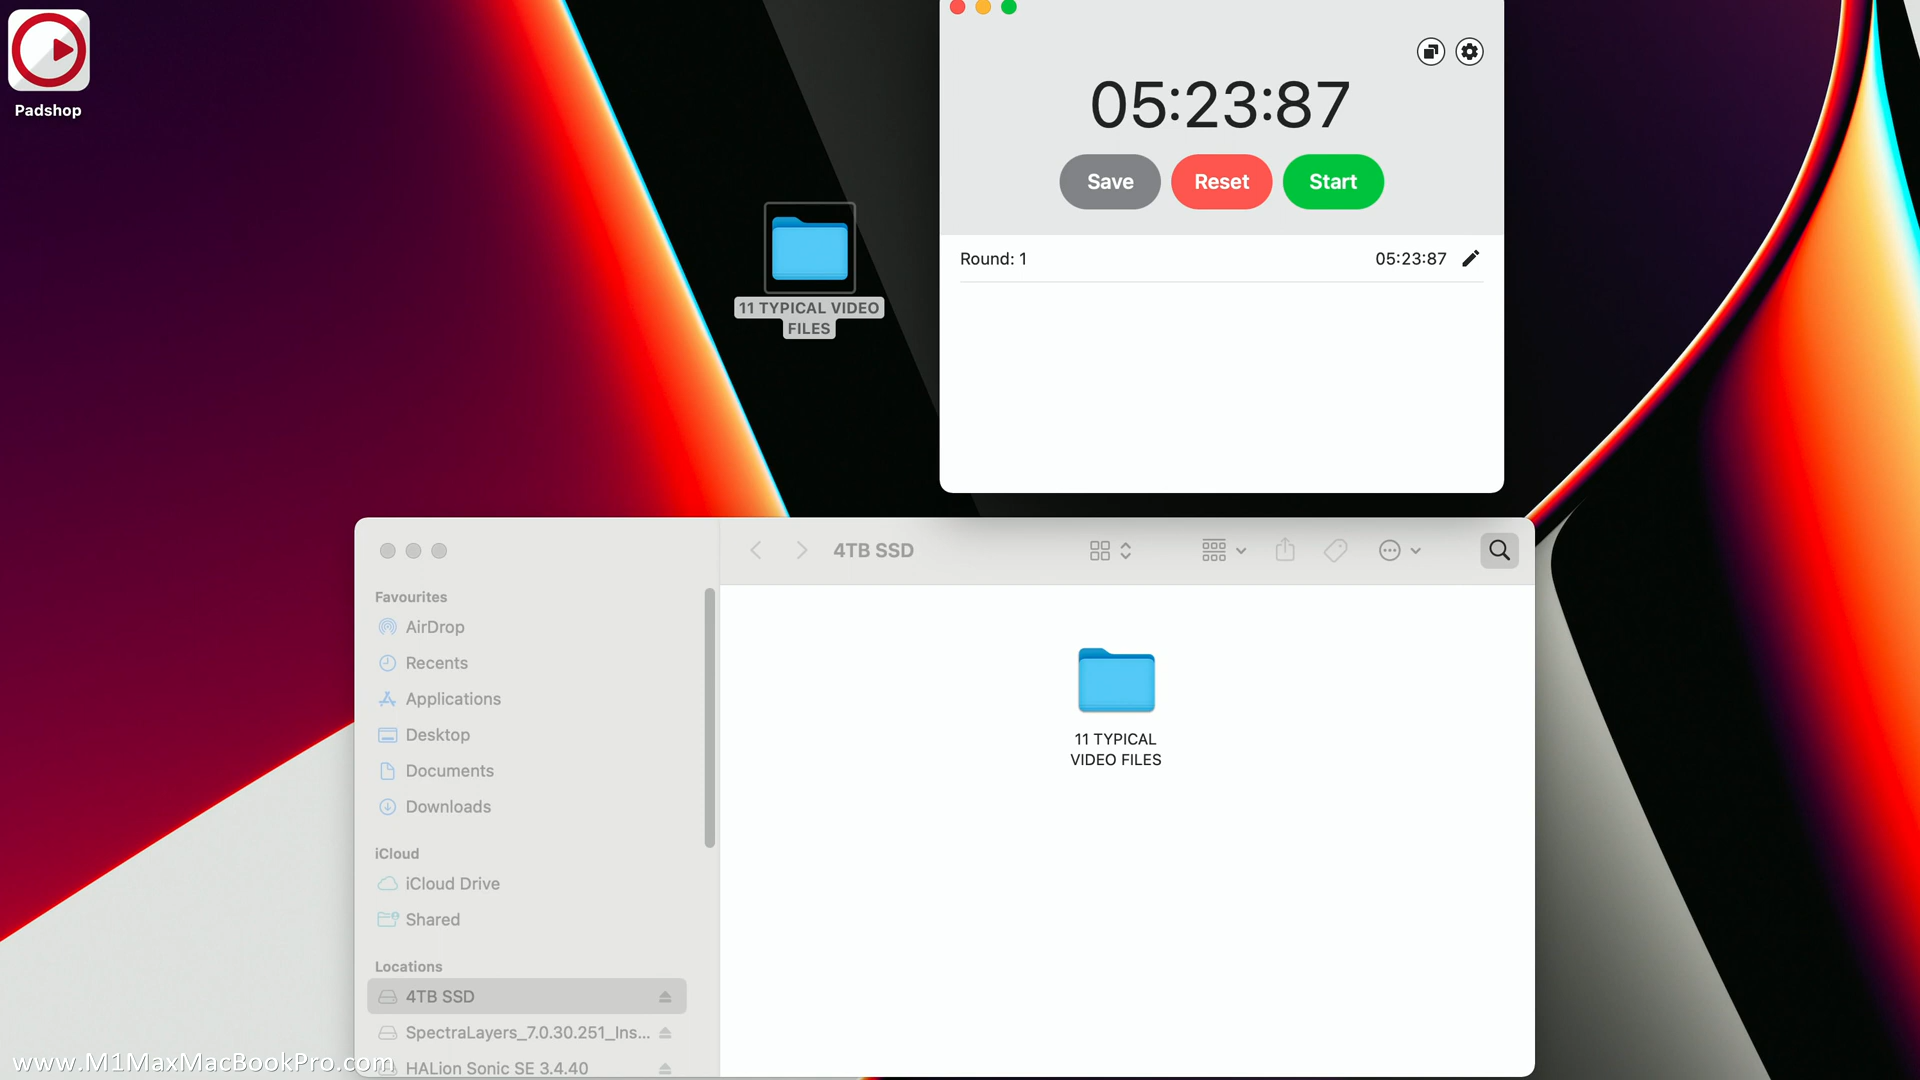 Padshop
05:23:87
Save
Reset
Start
Round: 1
05:23:87
11 TYPICAL VIDEO
FILES
4TB SSD
Favourites
AirDrop
Recents
Applications
Desktop
Documents
Downloads
iCloud
iCloud Drive
Shared
Locations
4TB SSD
SpectraLayers_7.0.30.251_Ins...
HALion Sonic SE 3.4.40
11 TYPICAL
VIDEO FILES
www.M1MaxMacBookPro.com